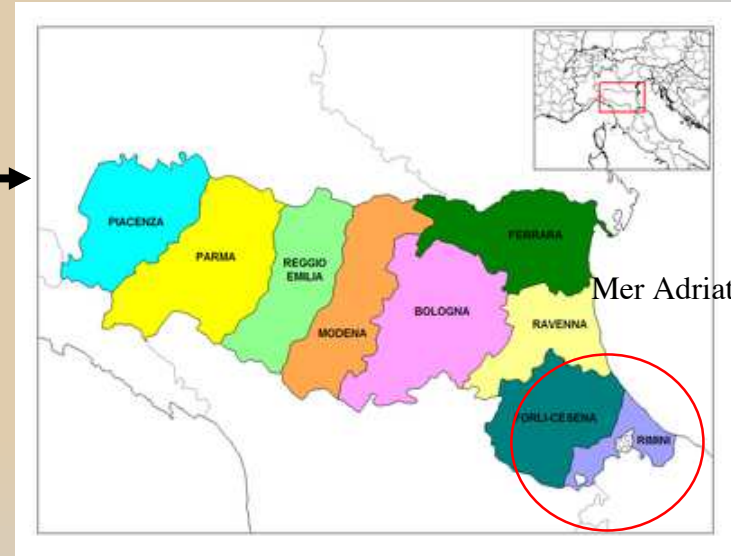 PIACENZA
PARMA
REGGIO
EMILIA
MODENA
BOLOGNA
FERRARA
Mer Adriat
RAVENNA
FORLI-CESENA
RIMINI